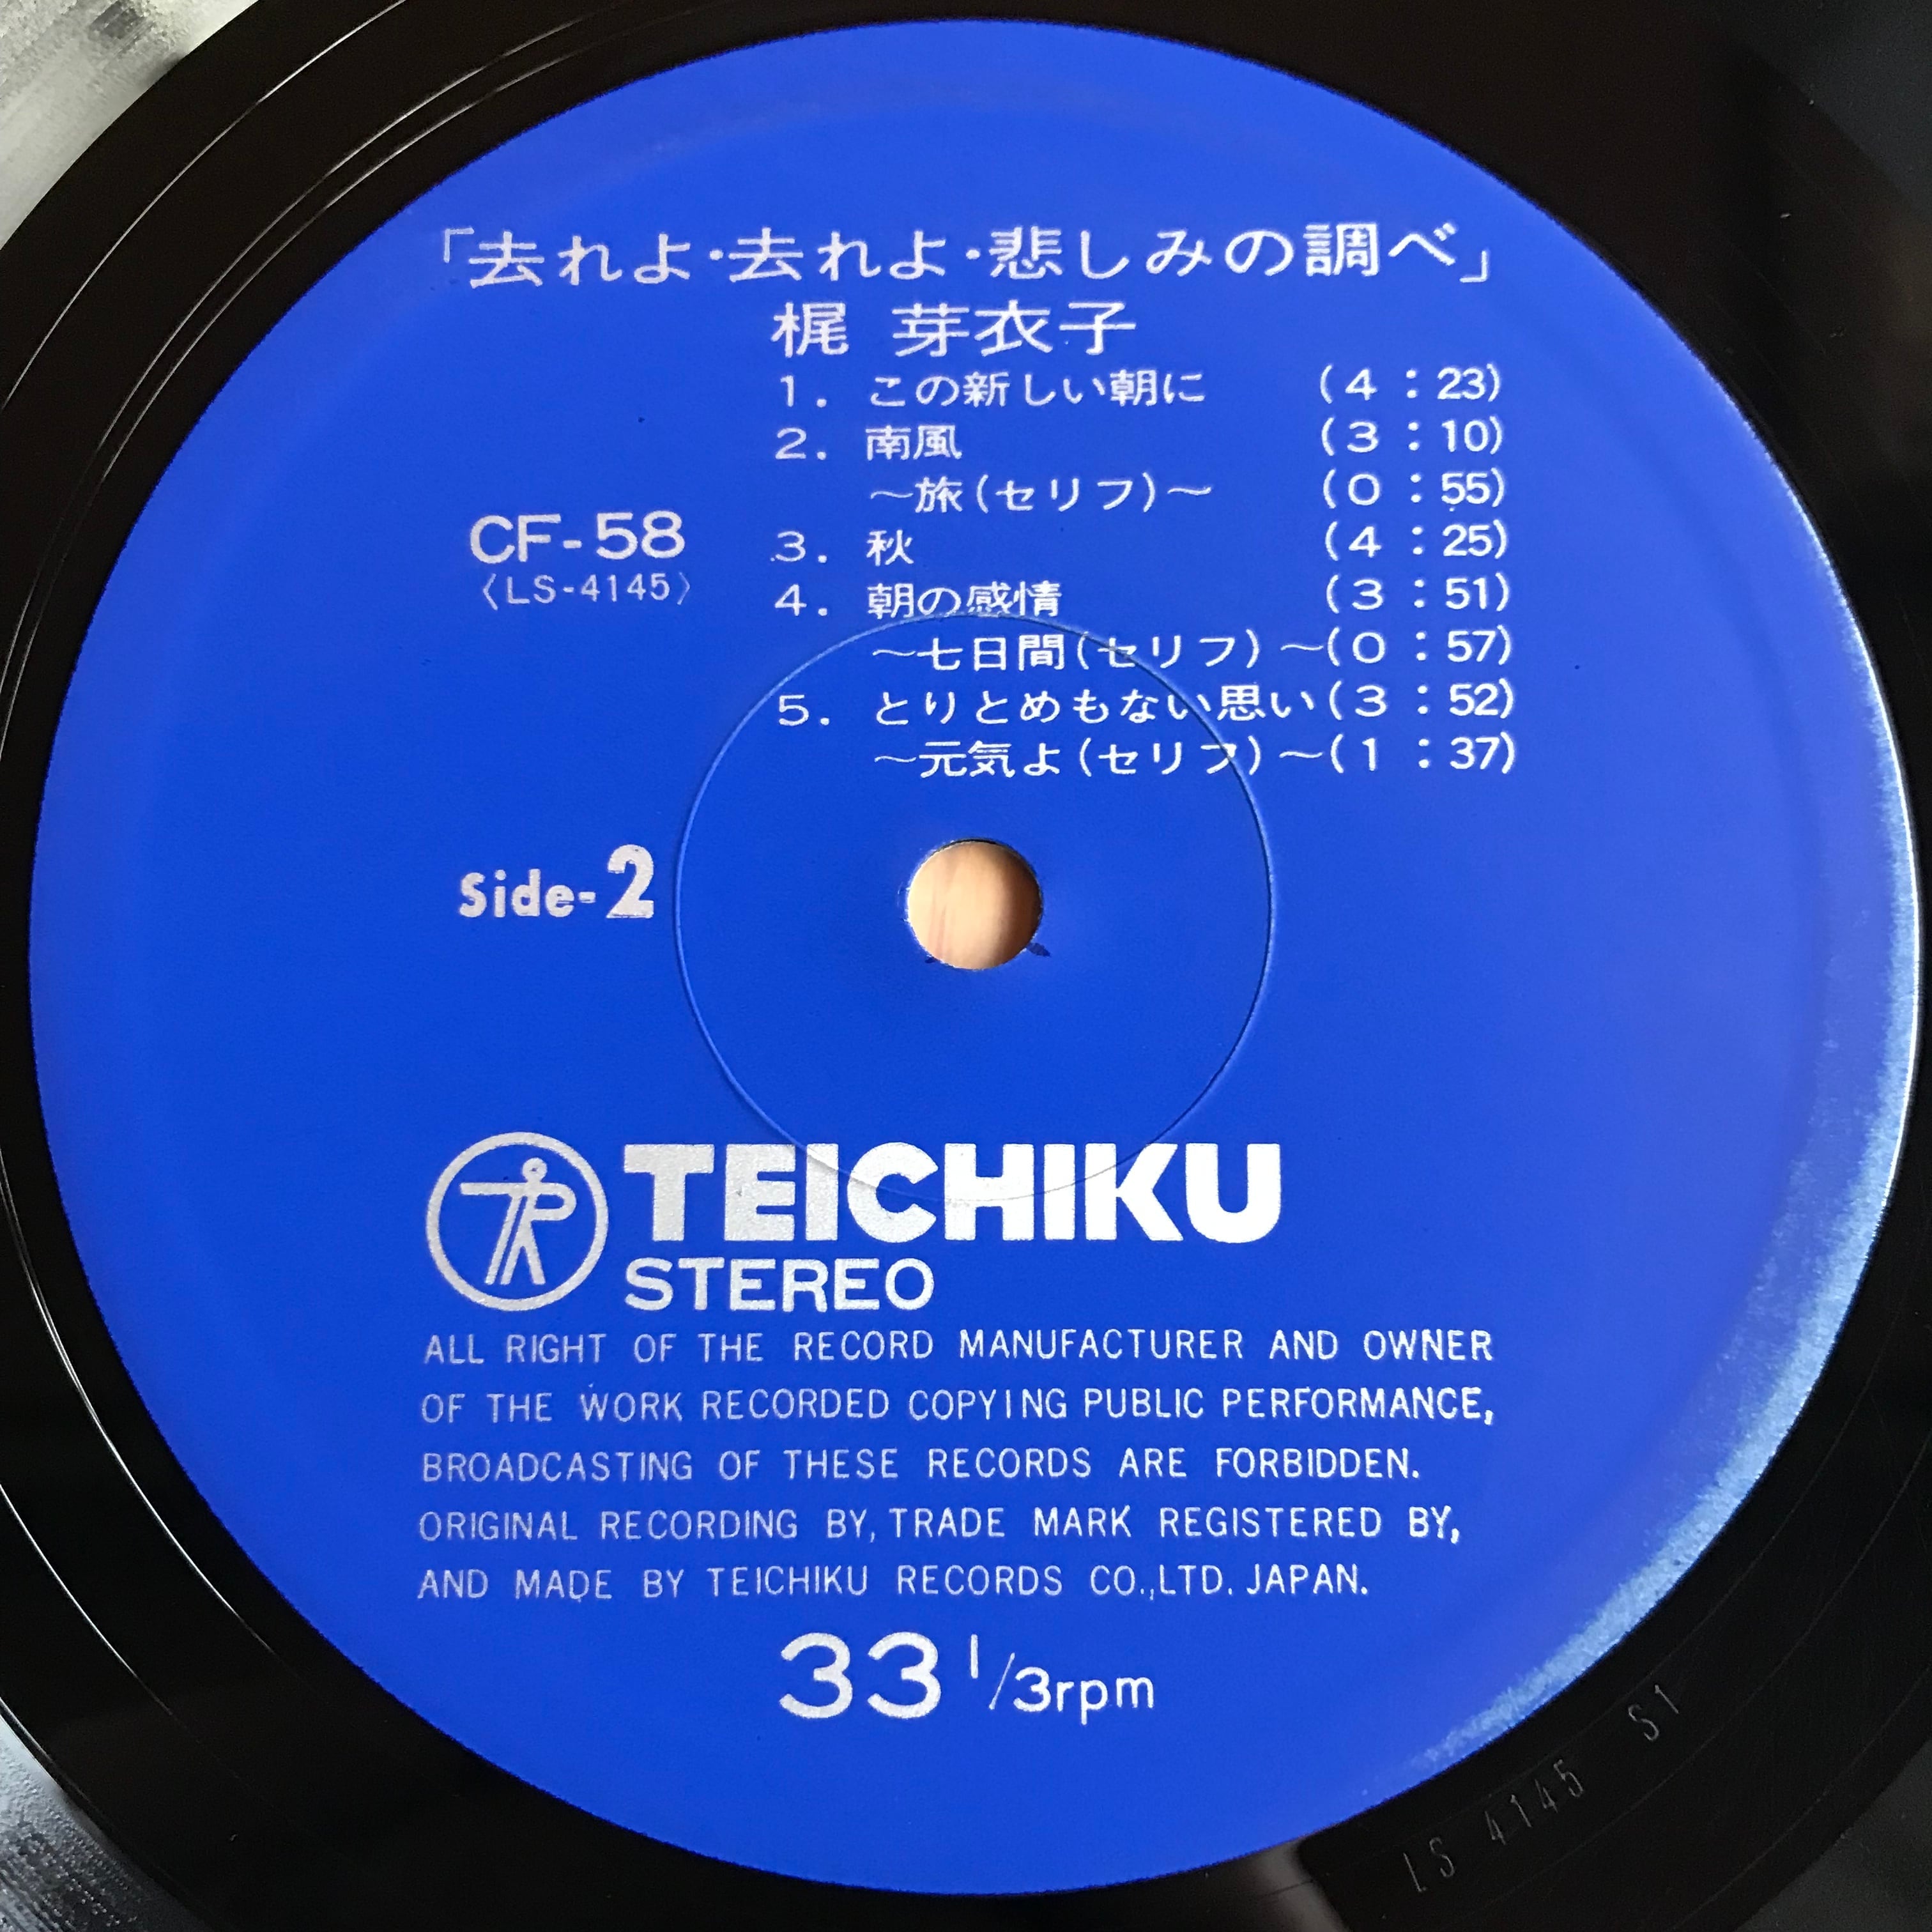 「去れよ・去れよ・悲しみの調べ」
梶 芽衣子
1. この新しい朝に (4:23)
2. 南風 (3:10)
〜旅(セリフ)〜 (0:55)
3. 秋 (4:25)
4. 朝の感情 (3:51)
〜七日間(セリフ)〜(0:57)
5. とりとめもない思い(3:52)
〜元気よ(セリフ)〜(1:37)
CF-58
〈LS-4145〉
Side-2
TEICHIKU
STEREO
ALL RIGHT OF THE RECORD MANUFACTURER AND OWNER
OF THE WORK RECORDED COPYING PUBLIC PERFORMANCE,
BROADCASTING OF THESE RECORDS ARE FORBIDDEN.
ORIGINAL RECORDING BY, TRADE MARK REGISTERED BY,
AND MADE BY TEICHIKU RECORDS CO.,LTD. JAPAN.
33 1/3rpm
LS 4145 S1